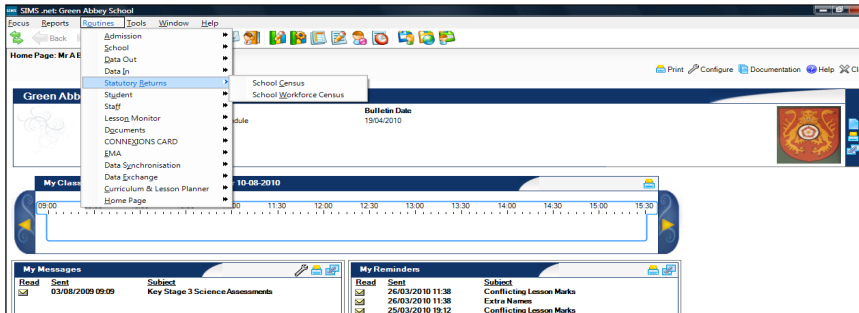 SIMS .net: Green Abbey School
Focus Reports Routines Tools Window Help
Back
Home Page: Mr A B
Print Configure Documentation Help Cl
Admission
School
Data Out
Data In
Statutory Returns
Student
Staff
Lesson Monitor
Documents
CONNEXIONS CARD
EMA
Data Synchronisation
Data Exchange
Curriculum & Lesson Planner
Home Page
School Census
School Workforce Census
Green Abb
Bulletin Date
dule 19/04/2010
My Class 10-08-2010
09:00 11:30 12:00 12:30 13:00 13:30 14:00 14:30 15:00 15:30
My Messages
Read Sent Subject
03/08/2009 09:09 Key Stage 3 Science Assessments
My Reminders
Read Sent Subject
26/03/2010 11:38 Conflicting Lesson Marks
26/03/2010 11:38 Extra Names
25/03/2010 19:12 Conflicting Lesson Marks